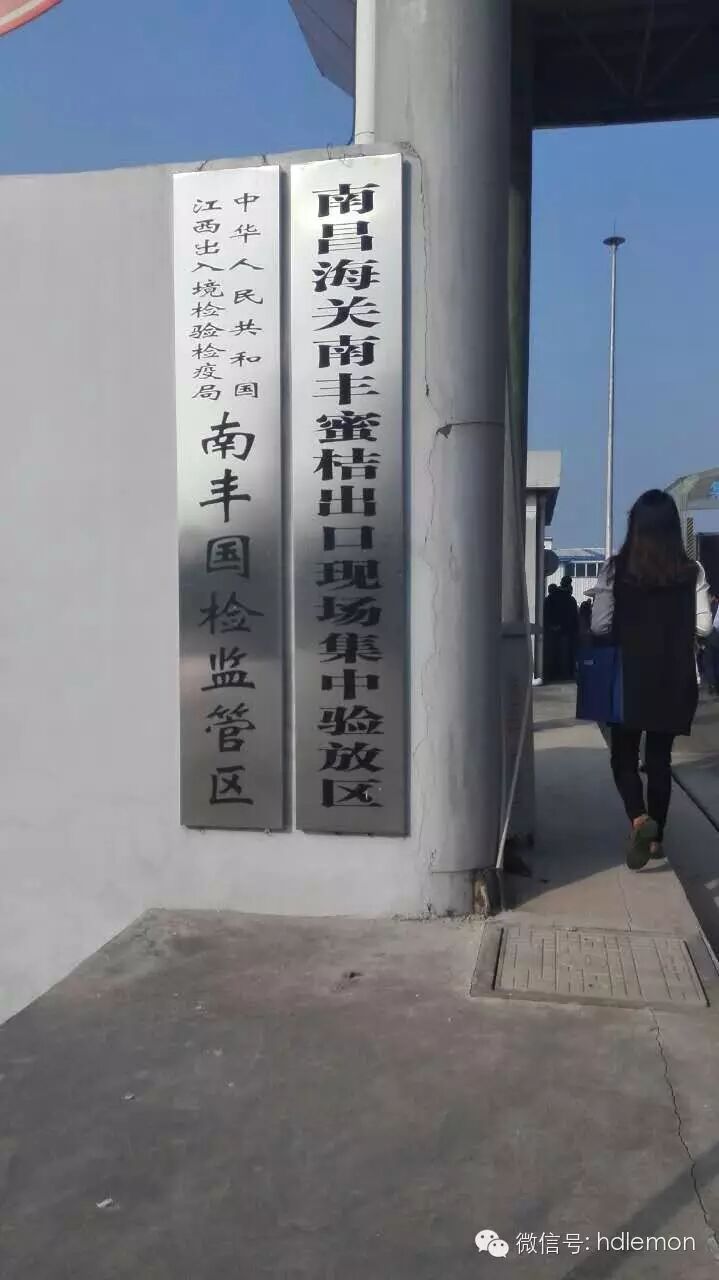 中华人民共和国
江西出入境检验检疫局
南丰国检监管区
南昌海关南丰蜜桔出口现场集中验放区
微信号: hdlemon